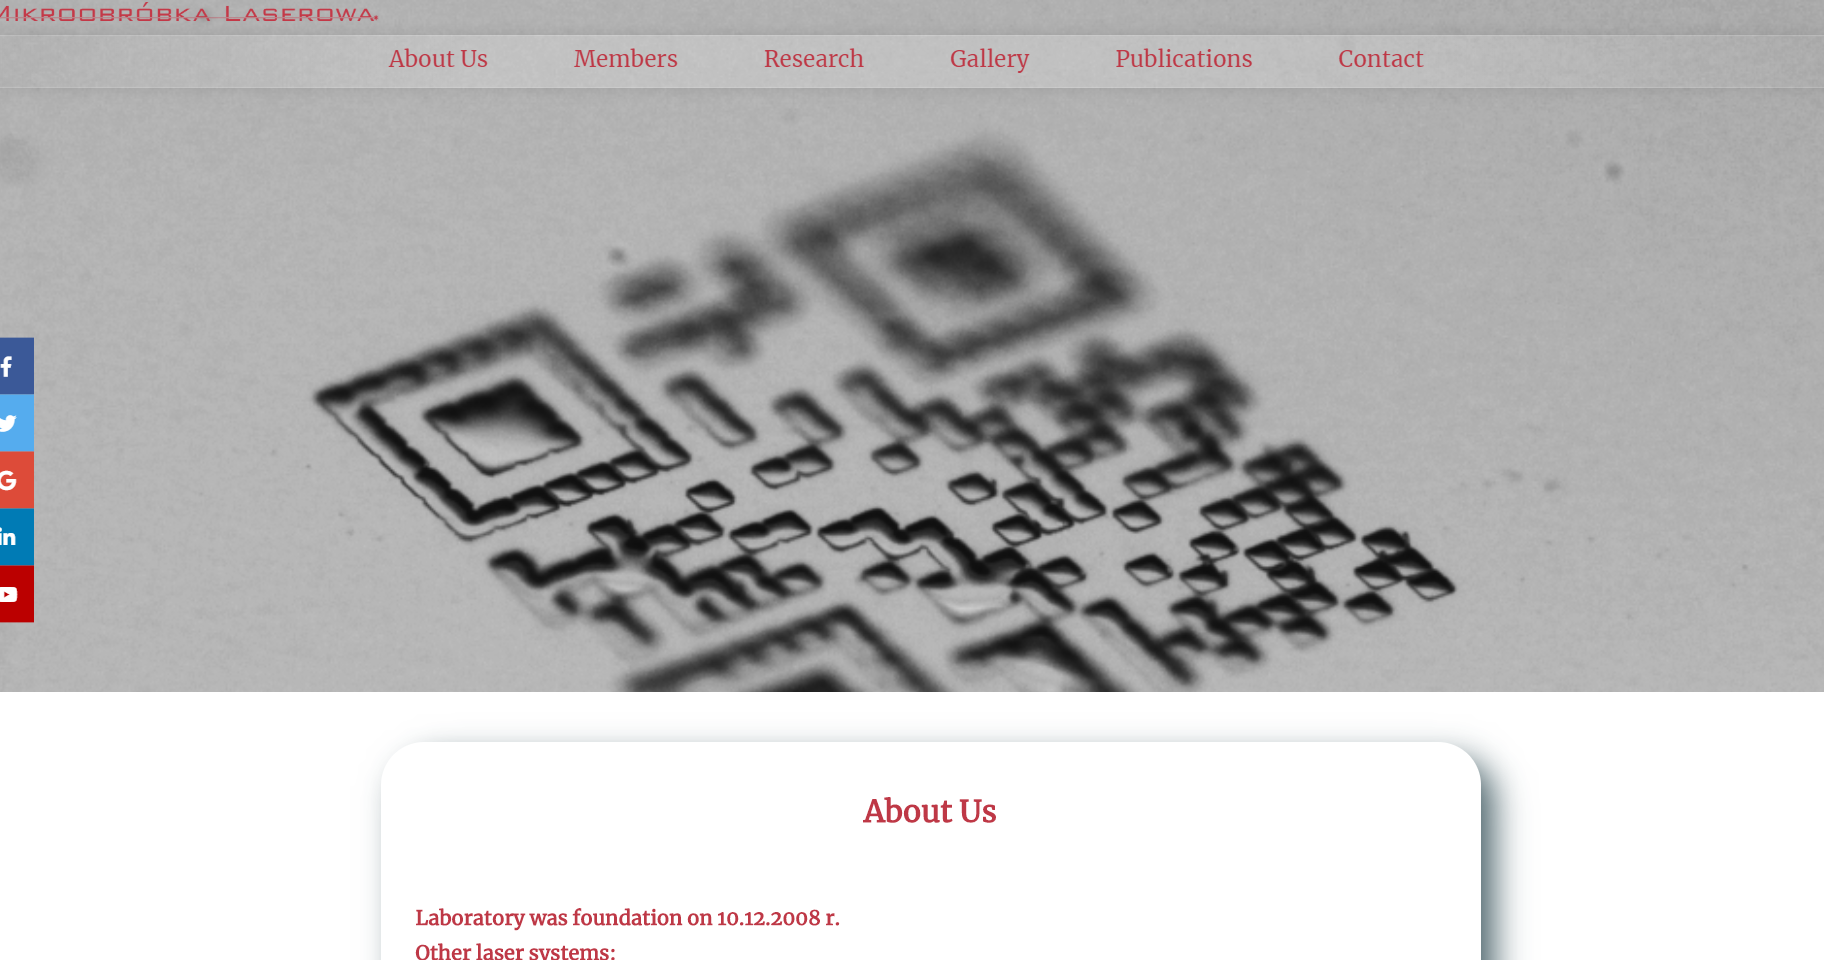 Mikroobróbka Laserowa
About Us Members Research Gallery Publications Contact
About Us
Laboratory was foundation on 10.12.2008 r.
Other laser systems: